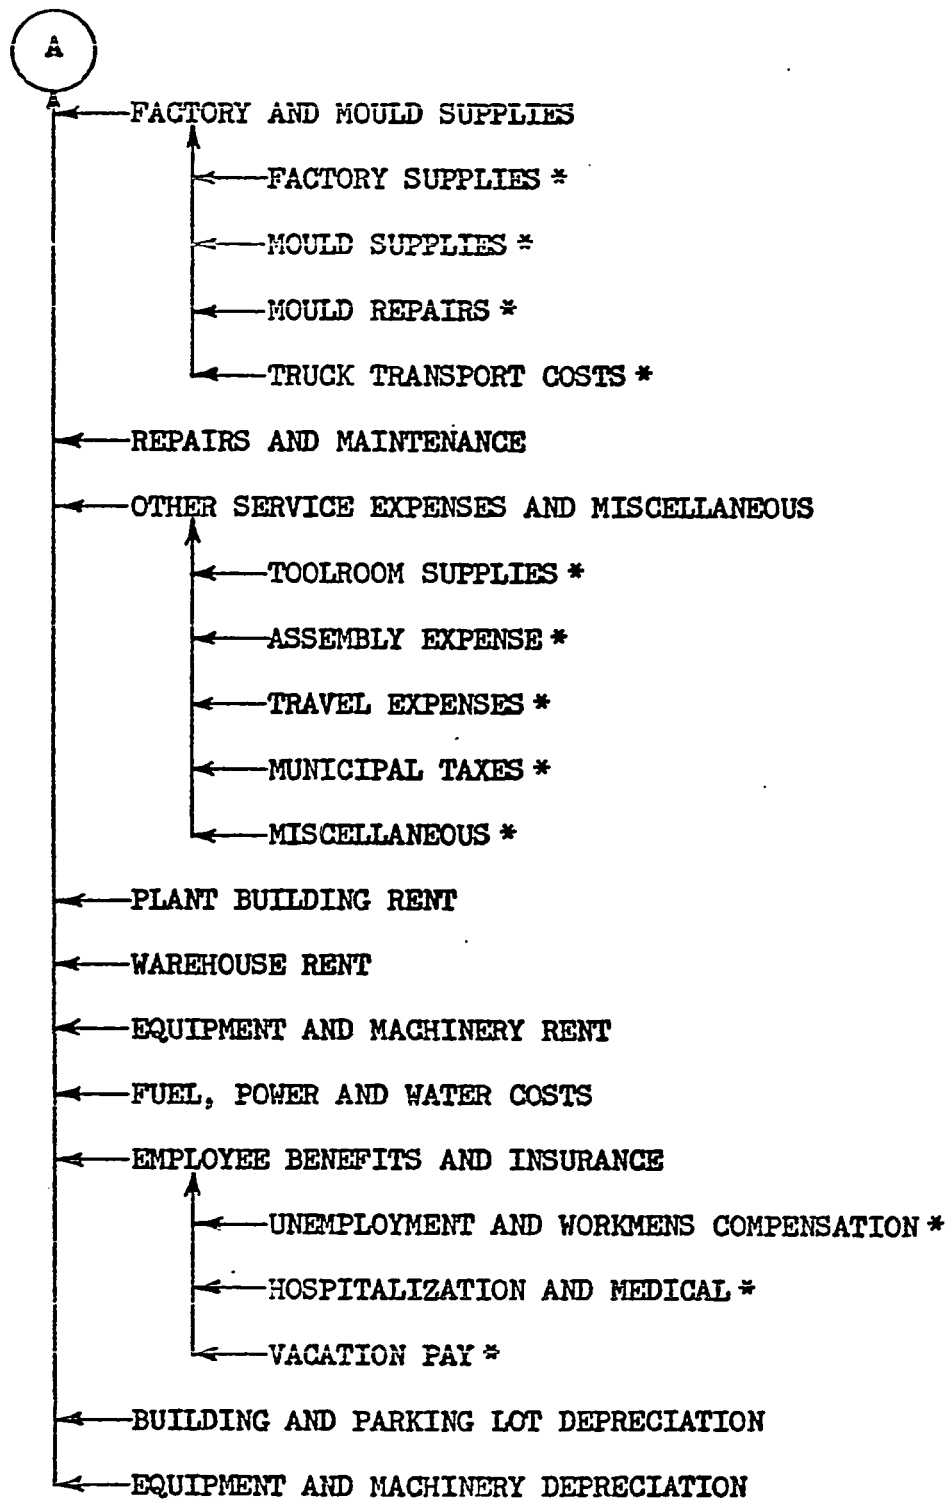 A
FACTORY AND MOULD SUPPLIES
FACTORY SUPPLIES *
MOULD SUPPLIES *
MOULD REPAIRS *
TRUCK TRANSPORT COSTS *
REPAIRS AND MAINTENANCE
OTHER SERVICE EXPENSES AND MISCELLANEOUS
TOOLROOM SUPPLIES *
ASSEMBLY EXPENSE *
TRAVEL EXPENSES *
MUNICIPAL TAXES *
MISCELLANEOUS *
PLANT BUILDING RENT
WAREHOUSE RENT
EQUIPMENT AND MACHINERY RENT
FUEL, POWER AND WATER COSTS
EMPLOYEE BENEFITS AND INSURANCE
UNEMPLOYMENT AND WORKMENS COMPENSATION *
HOSPITALIZATION AND MEDICAL *
VACATION PAY *
BUILDING AND PARKING LOT DEPRECIATION
EQUIPMENT AND MACHINERY DEPRECIATION